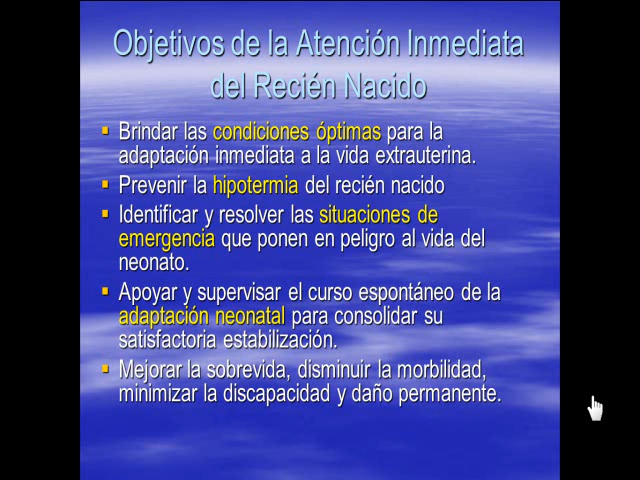 Objetivos de la Atención Inmediata
del Recién Nacido
Brindar las condiciones óptimas para la
adaptación inmediata a la vida extrauterina.
Prevenir la hipotermia del recién nacido
Identificar y resolver las situaciones de
emergencia que ponen en peligro al vida del
neonato.
Apoyar y supervisar el curso espontáneo de la
adaptación neonatal para consolidar su
satisfactoria estabilización.
Mejorar la sobrevida, disminuir la morbilidad,
minimizar la discapacidad y daño permanente.